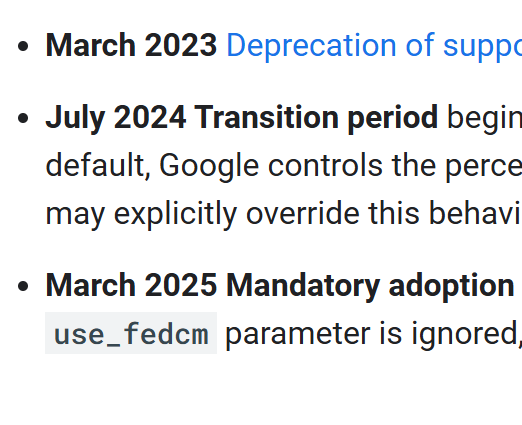 March 2023 Deprecation of suppo
July 2024 Transition period begin
default, Google controls the perce
may explicitly override this behavi
March 2025 Mandatory adoption
use_fedcm parameter is ignored,